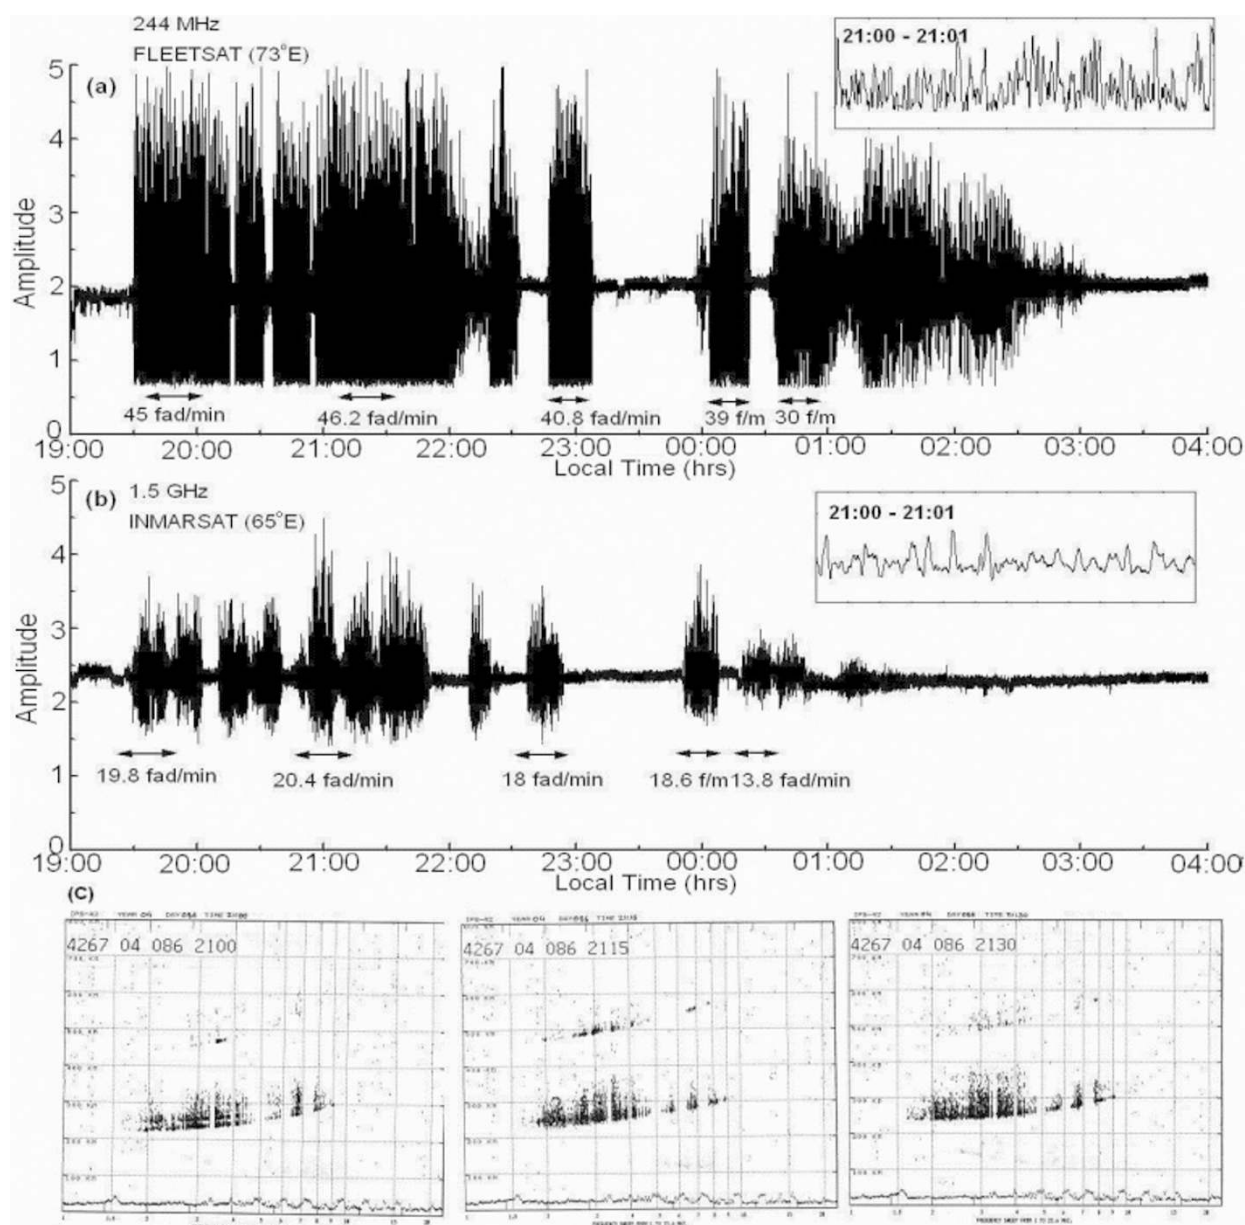 244 MHz
FLEETSAT (73°E)
(a)
21:00 - 21:01
5
4
3
2
1
0
Amplitude
45 fad/min
46.2 fad/min
40.8 fad/min
39 f/m
30 f/m
19:00 20:00 21:00 22:00 23:00 00:00 01:00 02:00 03:00 04:00
Local Time (hrs)
(b)
1.5 GHz
INMARSAT (65°E)
21:00 - 21:01
5
4
3
2
1
0
Amplitude
19.8 fad/min
20.4 fad/min
18 fad/min
18.6 f/m
13.8 fad/min
19:00 20:00 21:00 22:00 23:00 00:00 01:00 02:00 03:00 04:00
Local Time (hrs)
(C)
4267 04 086 2100
4267 04 086 2115
4267 04 086 2130